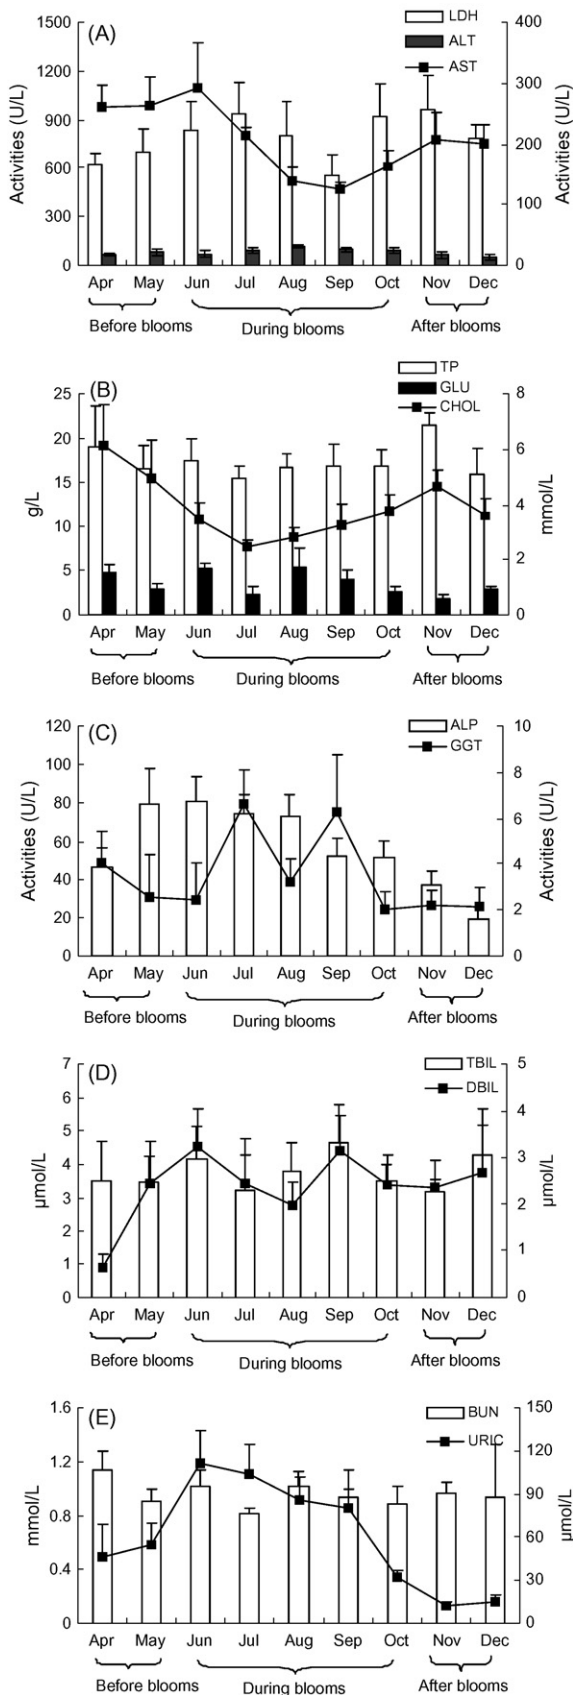 (A)
LDH
ALT
AST
1500
1200
900
600
300
0
Activities (U/L)
400
300
200
100
0
Activities (U/L)
Apr May Jun Jul Aug Sep Oct Nov Dec
Before blooms During blooms After blooms
(B)
TP
GLU
CHOL
25
20
15
10
5
0
g/L
8
6
4
2
0
mmol/L
Apr May Jun Jul Aug Sep Oct Nov Dec
Before blooms During blooms After blooms
(C)
ALP
GGT
120
100
80
60
40
20
0
Activities (U/L)
10
8
6
4
2
0
Activities (U/L)
Apr May Jun Jul Aug Sep Oct Nov Dec
Before blooms During blooms After blooms
(D)
TBIL
DBIL
7
6
5
4
3
2
1
0
µmol/L
5
4
3
2
1
0
µmol/L
Apr May Jun Jul Aug Sep Oct Nov Dec
Before blooms During blooms After blooms
(E)
BUN
URIC
1.6
1.2
0.8
0.4
0
mmol/L
150
120
90
60
30
0
µmol/L
Apr May Jun Jul Aug Sep Oct Nov Dec
Before blooms During blooms After blooms